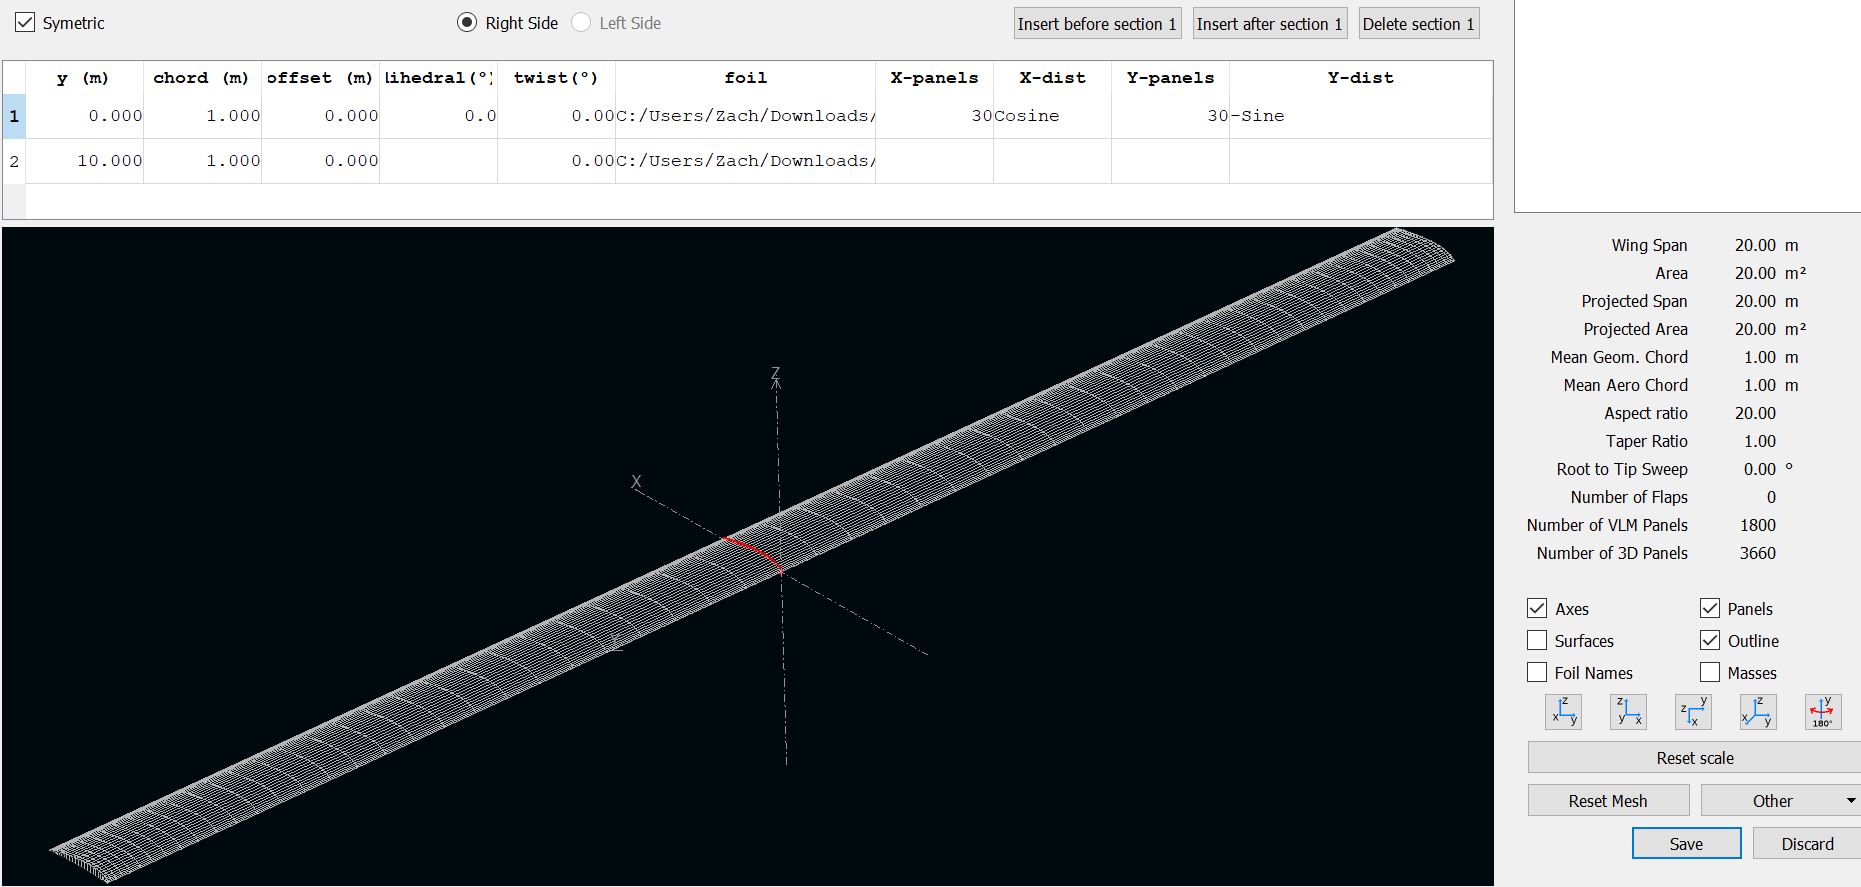 Symetric Right Side Left Side Insert before section 1 Insert after section 1 Delete section 1
y (m) chord (m) offset (m) ihedral(°) twist(°) foil X-panels X-dist Y-panels Y-dist
1 0.000 1.000 0.000 0.0 0.00 C:/Users/Zach/Downloads/ 30 Cosine 30 -Sine
2 10.000 1.000 0.000 0.00 C:/Users/Zach/Downloads/
Z
X
Wing Span 20.00 m
Area 20.00 m²
Projected Span 20.00 m
Projected Area 20.00 m²
Mean Geom. Chord 1.00 m
Mean Aero Chord 1.00 m
Aspect ratio 20.00
Taper Ratio 1.00
Root to Tip Sweep 0.00 °
Number of Flaps 0
Number of VLM Panels 1800
Number of 3D Panels 3660
Axes Panels
Surfaces Outline
Foil Names Masses
z x y z y x y z x z x y y 180°
Reset scale
Reset Mesh Other
Save Discard